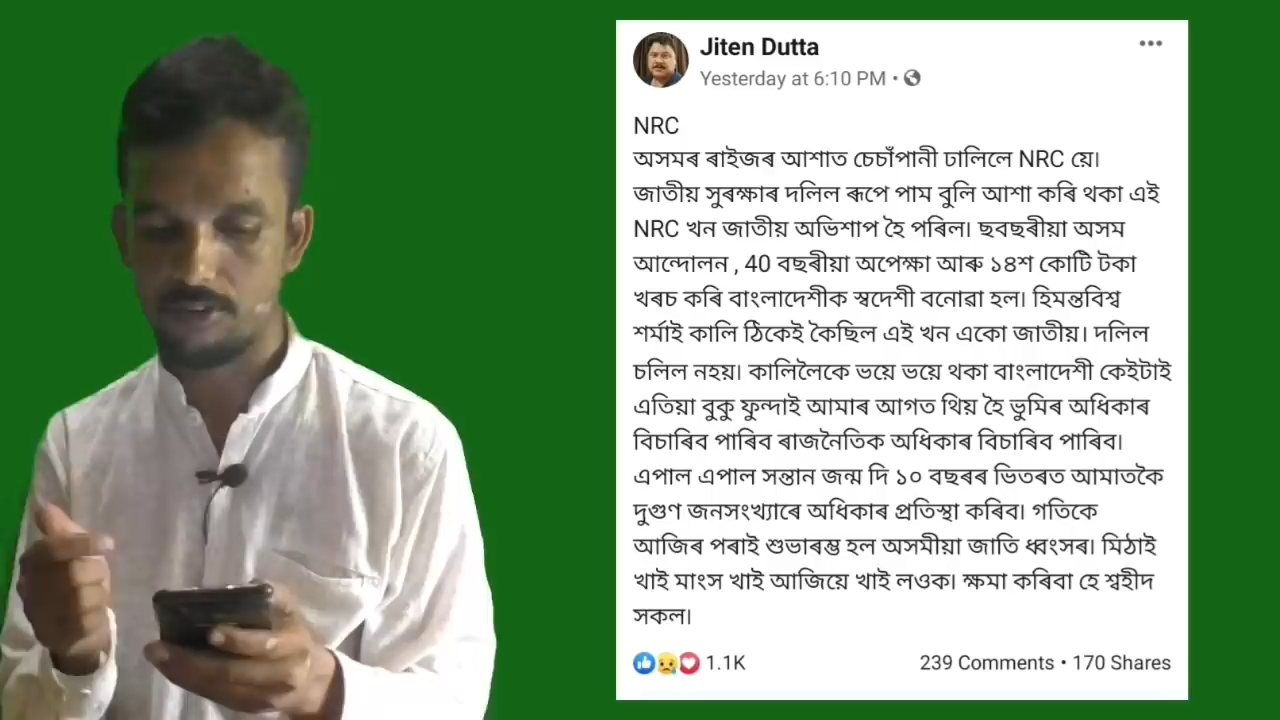 Jiten Dutta
Yesterday at 6:10 PM •
NRC
অসমৰ ৰাইজৰ আশাত চেচাঁপানী ঢালিলে NRC য়ে।
জাতীয় সুৰক্ষাৰ দলিল ৰূপে পাম বুলি আশা কৰি থকা এই
NRC খন জাতীয় অভিশাপ হৈ পৰিল। ছবছৰীয়া অসম
আন্দোলন , 40 বছৰীয়া অপেক্ষা আৰু ১৪শ কোটি টকা
খৰচ কৰি বাংলাদেশীক স্বদেশী বনোৱা হল। হিমন্তবিশ্ব
শৰ্মাই কালি ঠিকেই কৈছিল এই খন একো জাতীয়। দলিল
চলিল নহয়। কালিলৈকে ভয়ে ভয়ে থকা বাংলাদেশী কেইটাই
এতিয়া বুকু ফুন্দাই আমাৰ আগত থিয় হৈ ভুমিৰ অধিকাৰ
বিচাৰিব পাৰিব ৰাজনৈতিক অধিকাৰ বিচাৰিব পাৰিব।
এপাল এপাল সন্তান জন্ম দি ১০ বছৰৰ ভিতৰত আমাতকৈ
দুগুণ জনসংখ্যাৰে অধিকাৰ প্ৰতিস্থা কৰিব। গতিকে
আজিৰ পৰাই শুভাৰম্ভ হল অসমীয়া জাতি ধ্বংসৰ। মিঠাই
খাই মাংস খাই আজিয়ে খাই লওক। ক্ষমা কৰিবা হে শ্বহীদ
সকল।
1.1K 239 Comments • 170 Shares